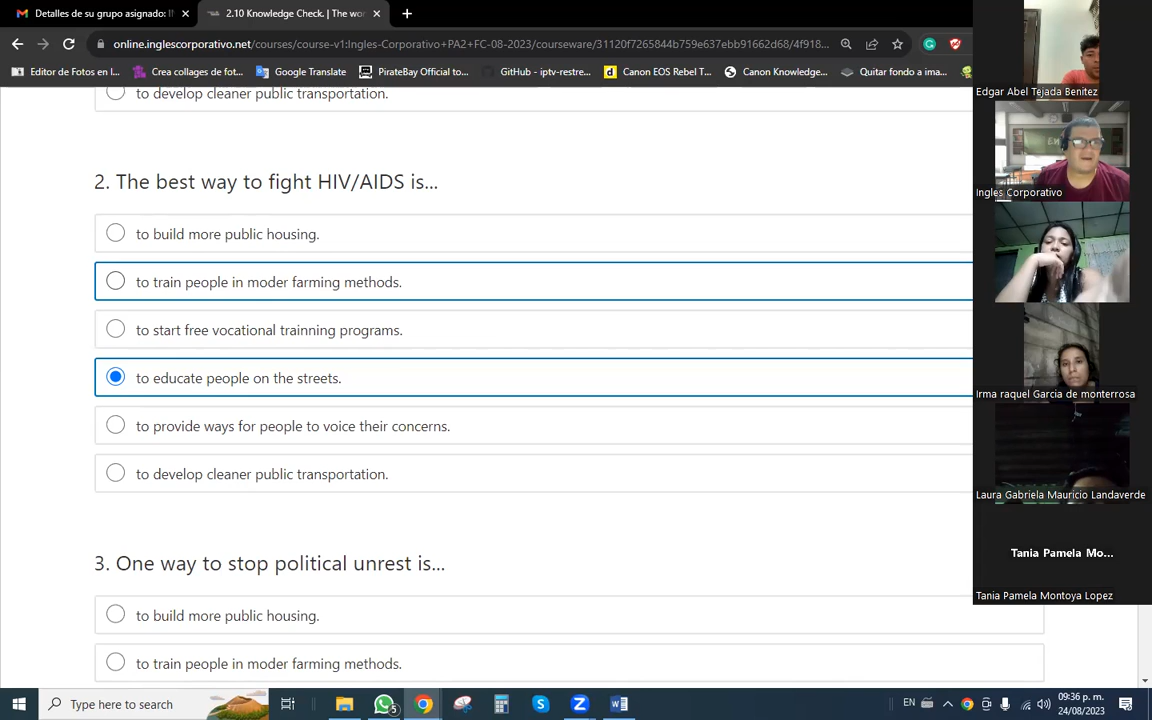 Detalles de su grupo asignado: I
2.10 Knowledge Check. | The wo
online.inglescorporativo.net/courses/course-v1:Ingles-Corporativo+PA2+FC-08-2023/courseware/31120f7265844b759e637ebb91662d68/4f918...
Editor de Fotos en l...
Crea collages de fot...
Google Translate
PirateBay Official to...
GitHub - iptv-restre...
Canon EOS Rebel T...
Canon Knowledge...
Quitar fondo a ima...
Edgar Abel Tejada Benitez
to develop cleaner public transportation.
2. The best way to fight HIV/AIDS is...
Ingles Corporativo
to build more public housing.
to train people in moder farming methods.
to start free vocational trainning programs.
to educate people on the streets.
Irma raquel Garcia de monterrosa
to provide ways for people to voice their concerns.
to develop cleaner public transportation.
Laura Gabriela Mauricio Landaverde
3. One way to stop political unrest is...
Tania Pamela Mo...
Tania Pamela Montoya Lopez
to build more public housing.
to train people in moder farming methods.
Type here to search
5
EN
09:36 p. m.
24/08/2023